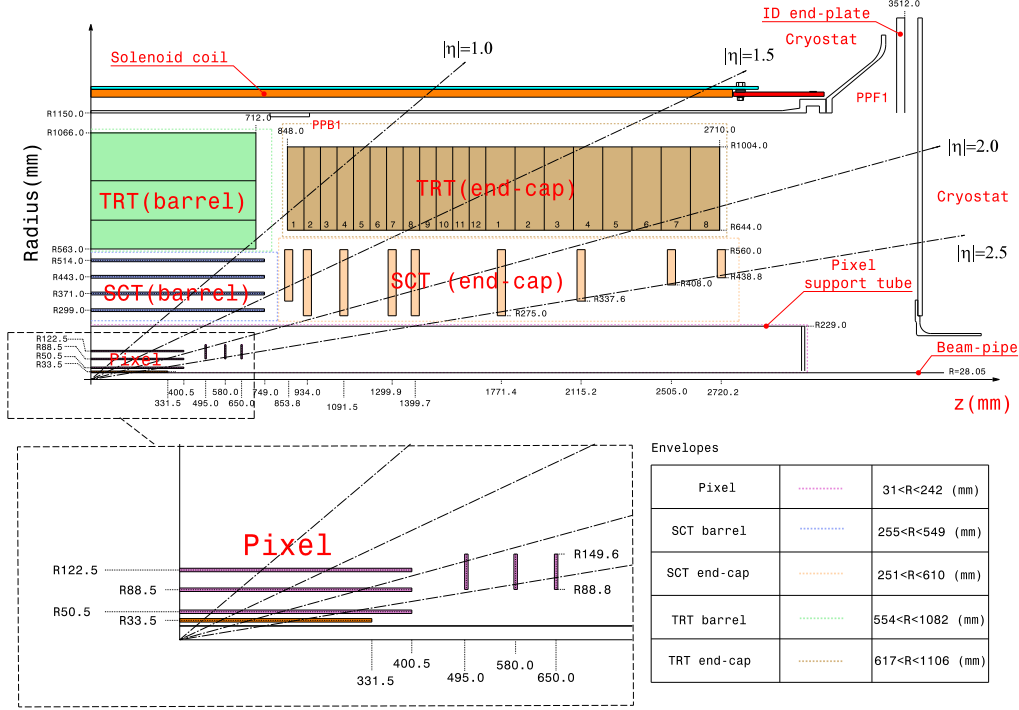 3512.0
ID end-plate
Cryostat
|η|=1.0
|η|=1.5
Solenoid coil
PPF1
R1150.0
712.0
PPB1
R1066.0
848.0
2710.0
R1004.0
|η|=2.0
Radius(mm)
TRT(barrel)
TRT(end-cap)
1 2 3 4 5 6 7 8 9 10 11 12 1 2 3 4 5 6 7 8
Cryostat
R644.0
R563.0
R560.0
R514.0
|η|=2.5
R443.0
SCT (end-cap)
R438.8
R408.0
Pixel
support tube
R371.0
SCT(barrel)
R337.6
R299.0
R275.0
R229.0
R122.5
R88.5
R50.5
R33.5
Pixel
Beam-pipe
R=28.05
400.5 580.0 749.0 934.0 1299.9 1771.4 2115.2 2505.0 2720.2
331.5 495.0 650.0 853.8 1091.5 1399.7
z(mm)
Envelopes
Pixel 31<R<242 (mm)
SCT barrel 255<R<549 (mm)
SCT end-cap 251<R<610 (mm)
TRT barrel 554<R<1082 (mm)
TRT end-cap 617<R<1106 (mm)
Pixel
R149.6
R122.5
R88.5
R88.8
R50.5
R33.5
400.5 580.0
331.5 495.0 650.0